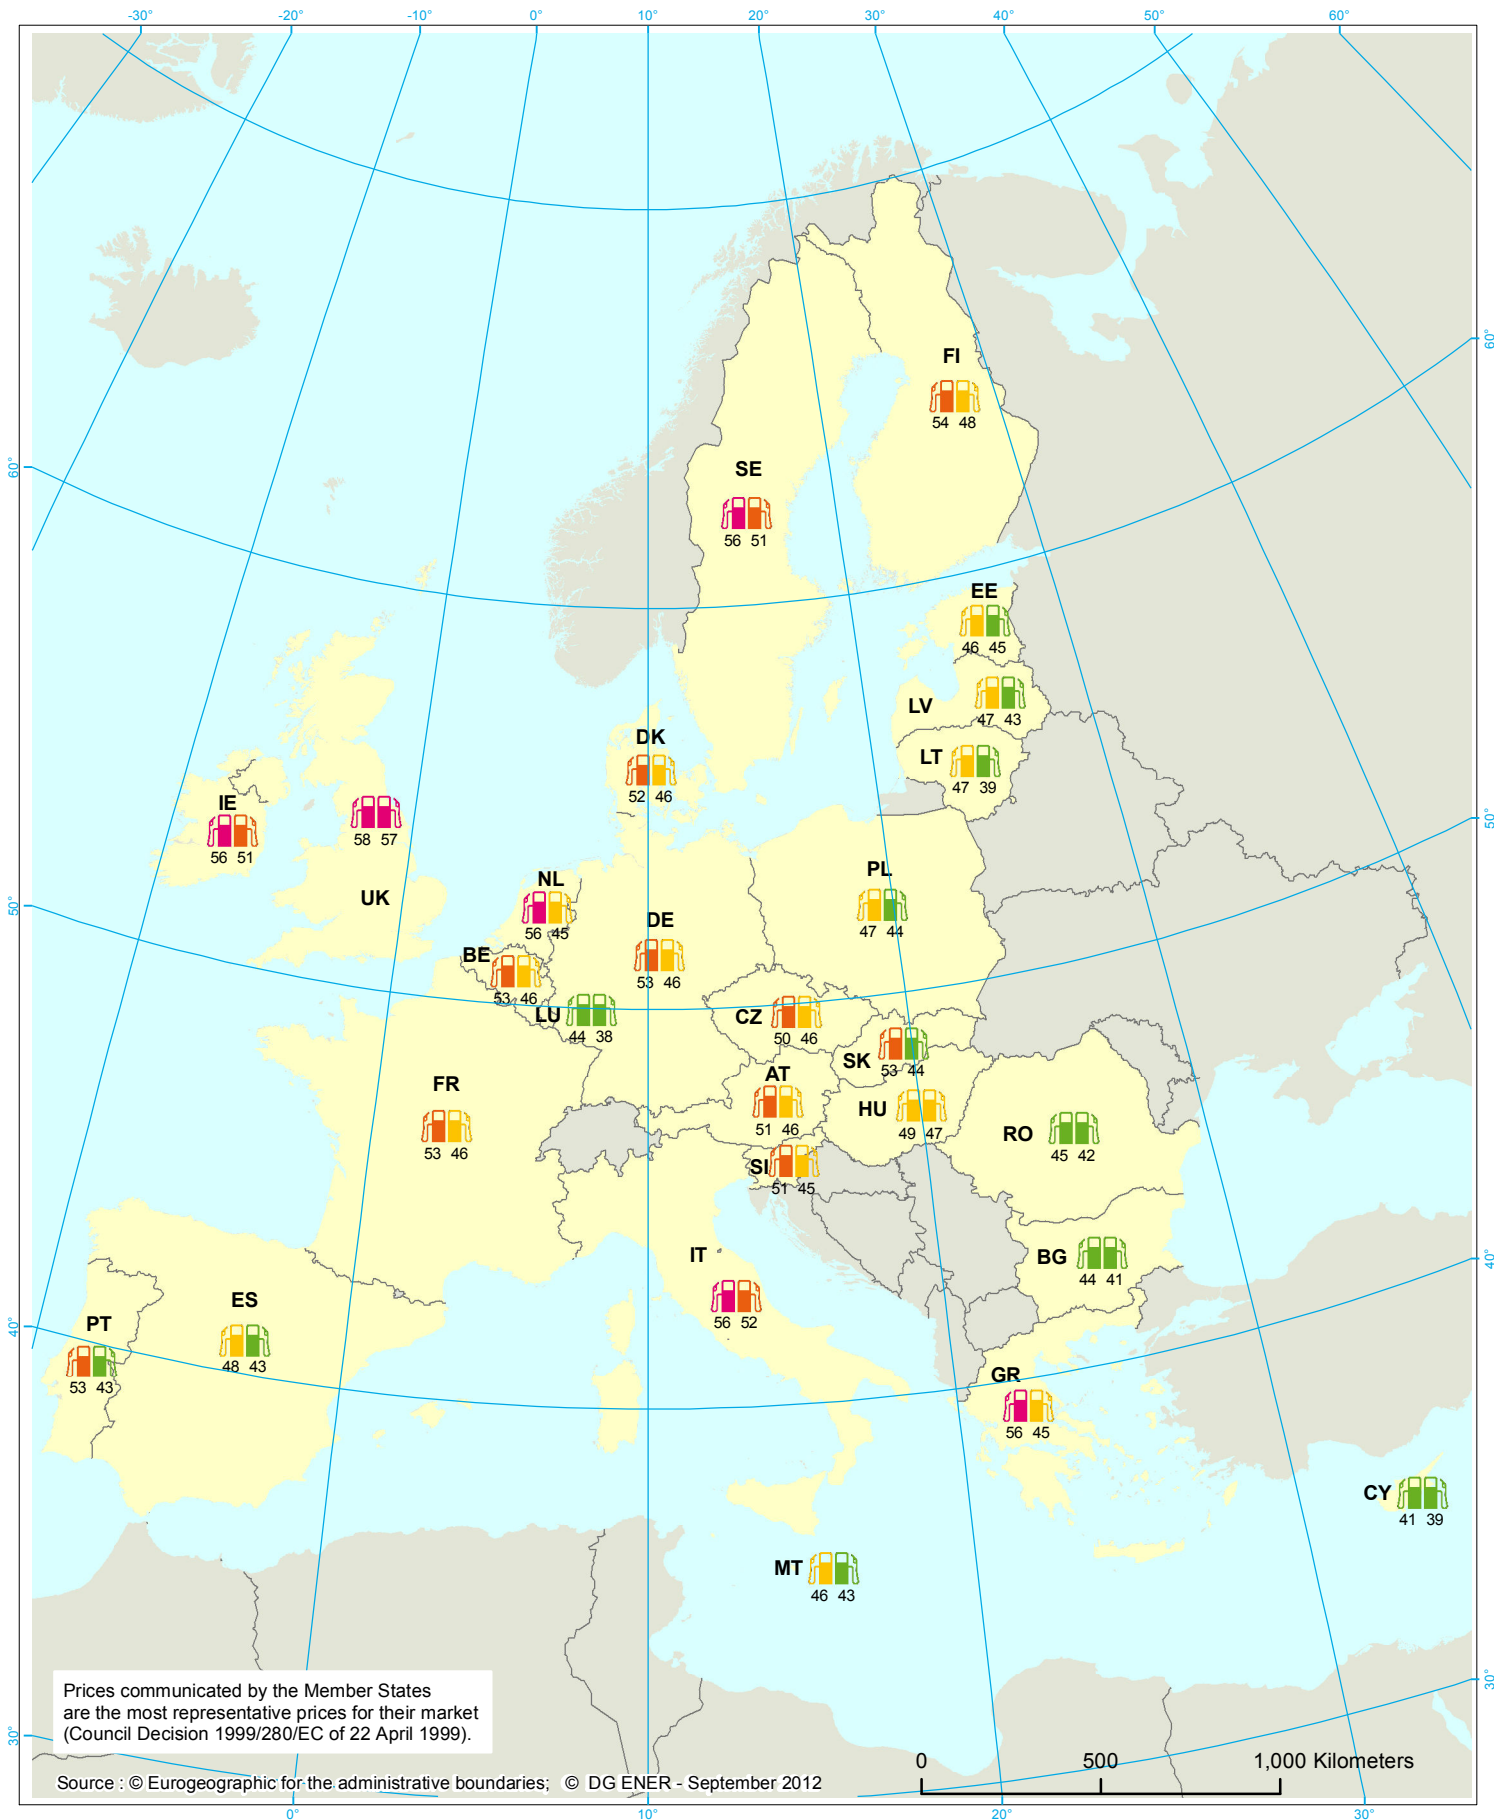 -30° -20° -10° 0° 10° 20° 30° 40° 50° 60°
FI
54 48
60°
SE
60°
56 51
EE
46 45
LV
47 43
DK
LT
52 46
47 39
IE
58 57
50°
56 51
PL
NL
UK
50°
DE
47 44
56 45
BE
53 46
53 46
LU
CZ
44 38
50 46
SK
53 44
AT
FR
HU
51 46
49 47
RO
53 46
45 42
SI
51 45
IT
BG
40°
44 41
ES
PT
56 52
40°
48 43
GR
53 43
56 45
CY
41 39
MT
46 43
30°
Prices communicated by the Member States
are the most representative prices for their market
(Council Decision 1999/280/EC of 22 April 1999).
30°
0 500 1,000 Kilometers
Source : © Eurogeographic for the administrative boundaries; © DG ENER - September 2012
0° 10° 20° 30°